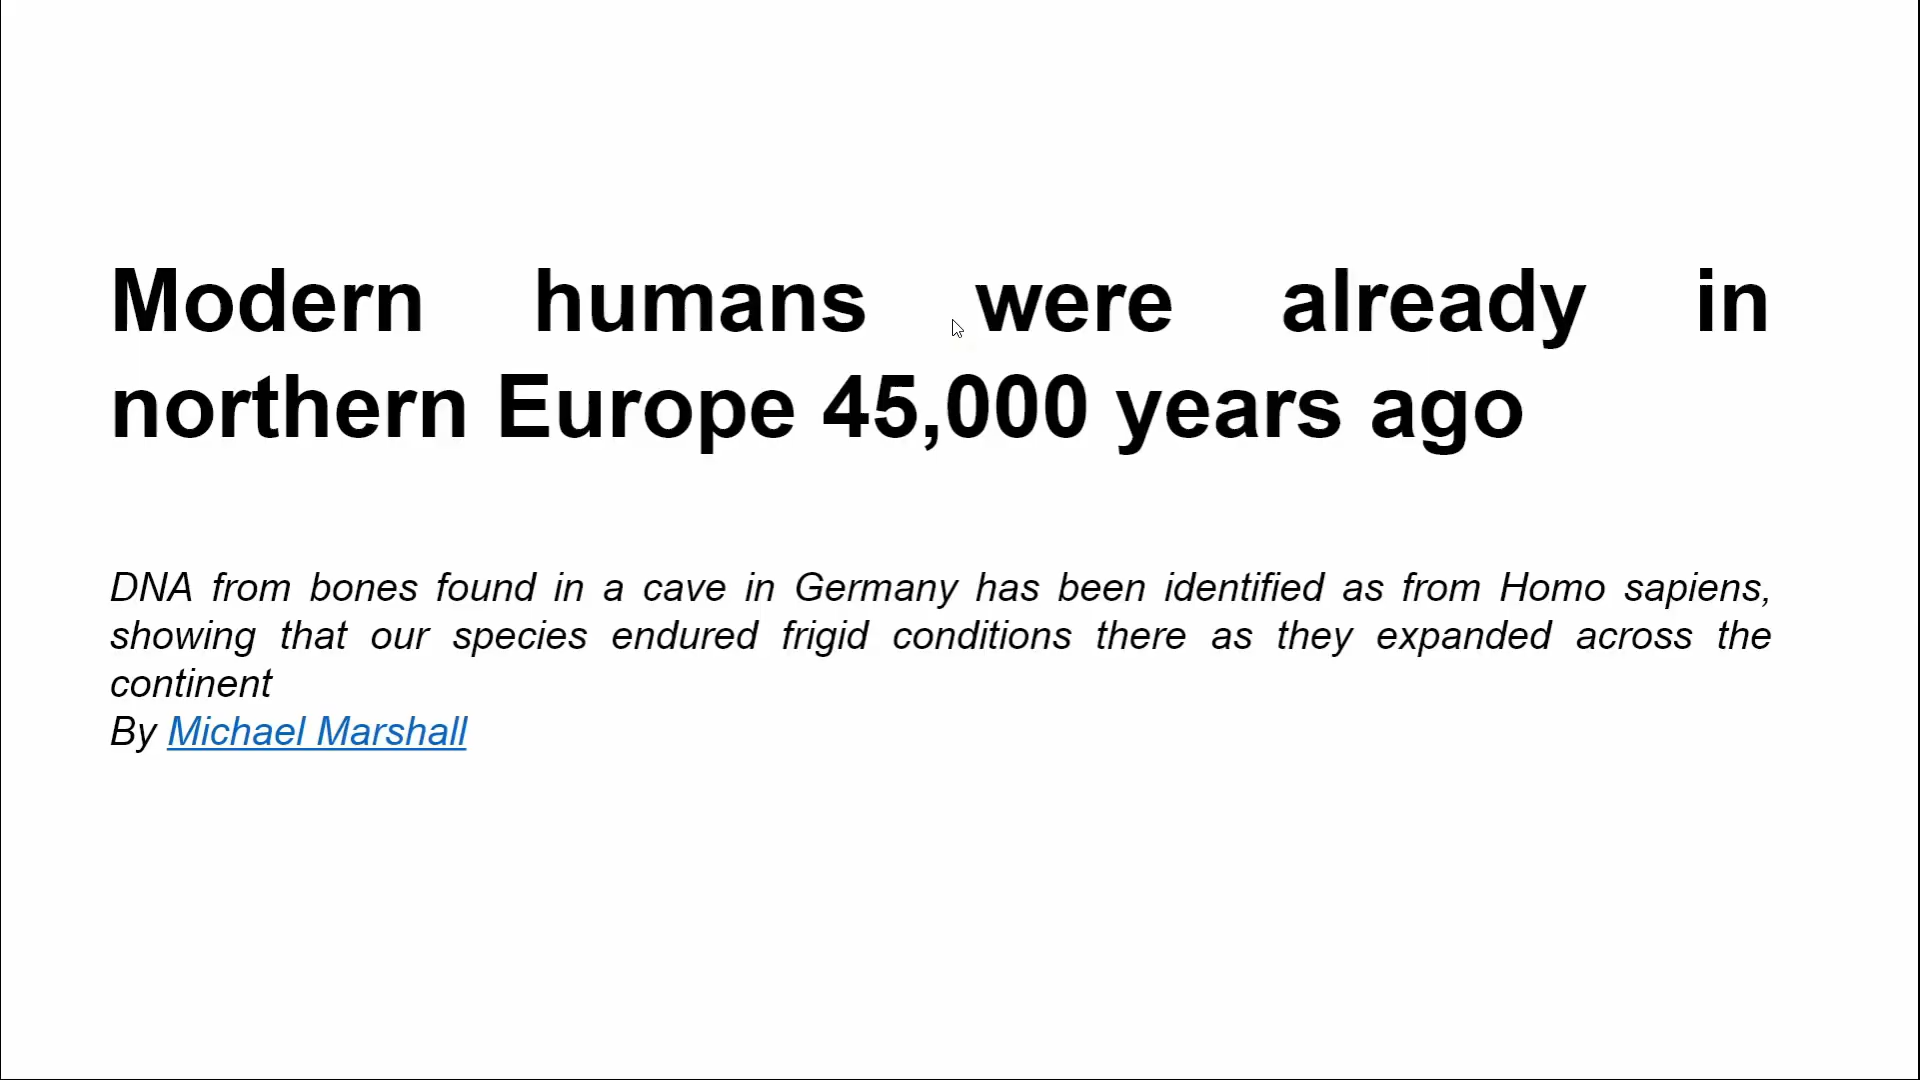 Modern humans were already in
northern Europe 45,000 years ago
DNA from bones found in a cave in Germany has been identified as from Homo sapiens,
showing that our species endured frigid conditions there as they expanded across the
continent
By Michael Marshall